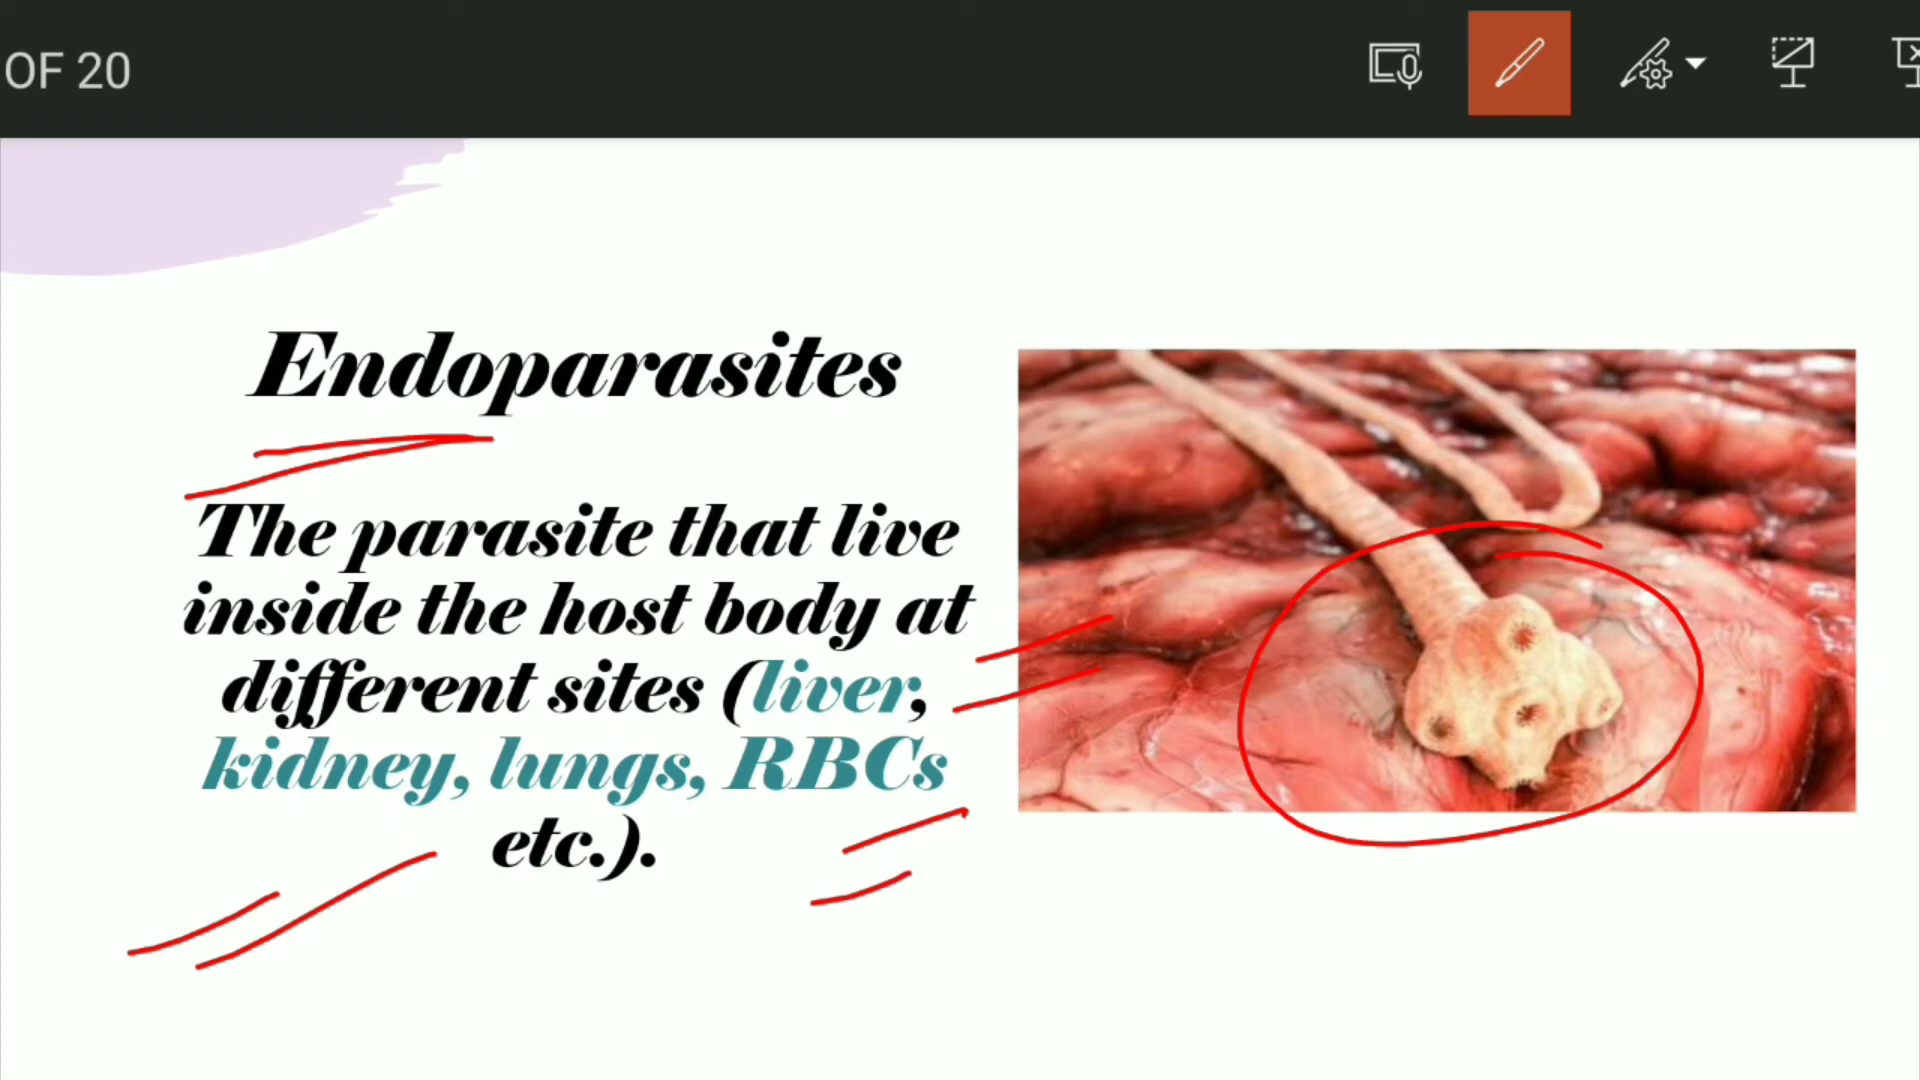 OF 20
Endoparasites
The parasite that live
inside the host body at
different sites (liver,
kidney, lungs, RBCs
etc.).